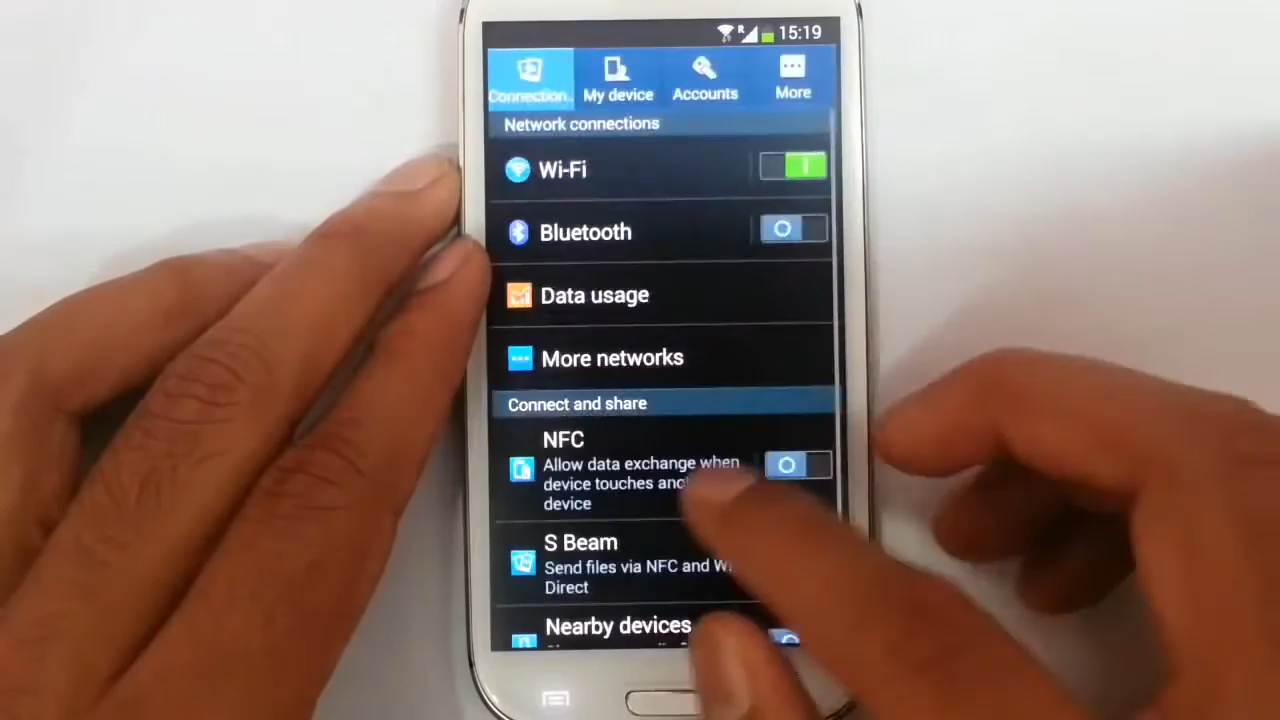 R 15:19
Connection..
My device
Accounts
More
Network connections
Wi-Fi
Bluetooth
Data usage
More networks
Connect and share
NFC
Allow data exchange when
device touches
device
S Beam
Send files via NFC and
Direct
Nearby devices